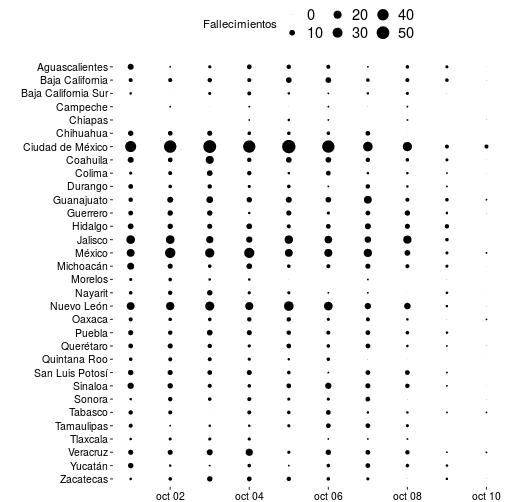 Fallecimientos 0 20 40
10 30 50
Aguascalientes
Baja California
Baja California Sur
Campeche
Chiapas
Chihuahua
Ciudad de México
Coahuila
Colima
Durango
Guanajuato
Guerrero
Hidalgo
Jalisco
México
Michoacán
Morelos
Nayarit
Nuevo León
Oaxaca
Puebla
Querétaro
Quintana Roo
San Luis Potosí
Sinaloa
Sonora
Tabasco
Tamaulipas
Tlaxcala
Veracruz
Yucatán
Zacatecas
oct 02 oct 04 oct 06 oct 08 oct 10